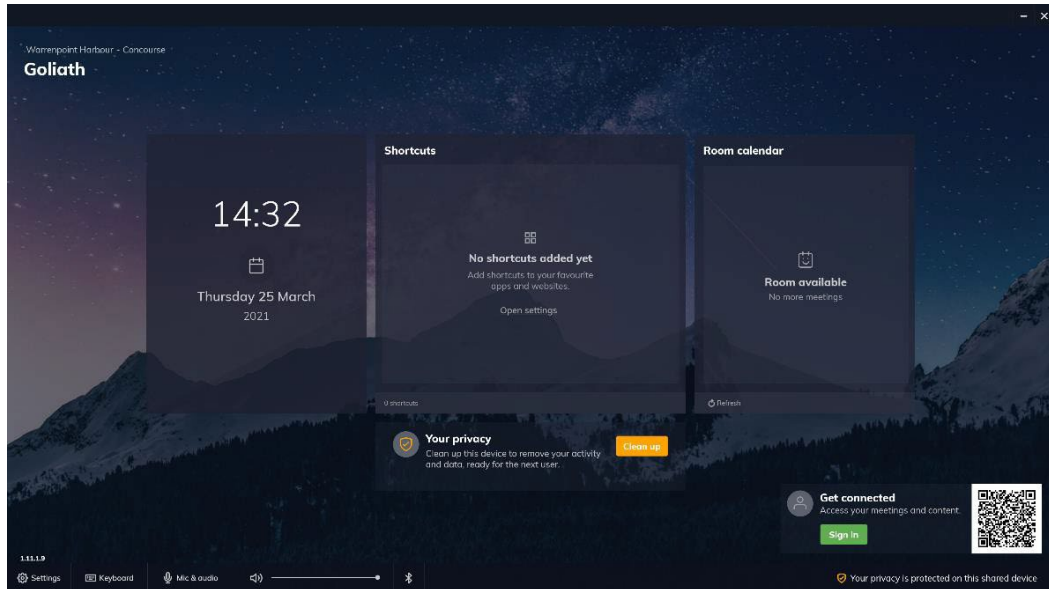 Warrenpoint Harbour - Concourse
Goliath
14:32
Thursday 25 March
2021
Shortcuts
No shortcuts added yet
Add shortcuts to your favourite
apps and websites.
Open settings
0 shortcuts
Room calendar
Room available
No more meetings
Refresh
Your privacy
Clean up this device to remove your activity
and data, ready for the next user.
Clean up
Get connected
Access your meetings and content.
Sign in
1.11.1.9
Settings
Keyboard
Mic & audio
Your privacy is protected on this shared device